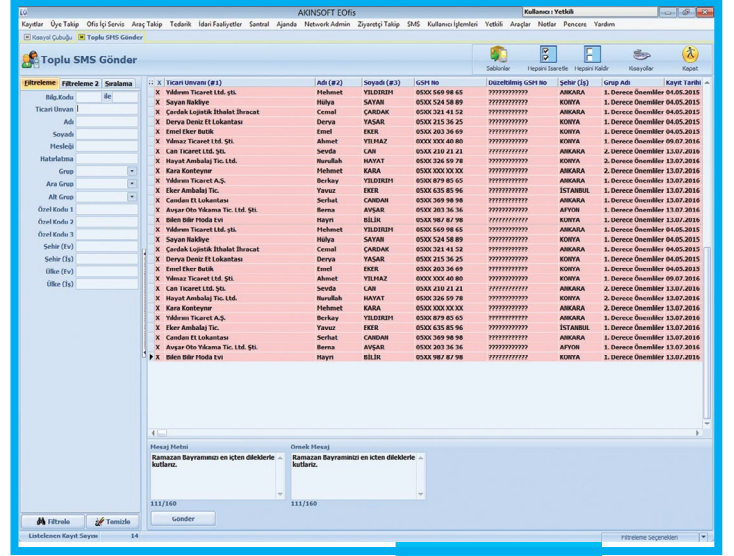 AKINSOFT EOfis
Kullanıcı : Yetkili
Kayıtlar Üye Takip Ofis İçi Servis Araç Takip Tedarik İdari Faaliyetler Santral Ajanda Network Admin Ziyaretçi Takip SMS Kullanıcı İşlemleri Yetkili Araçlar Notlar Pencere Yardım
Kısayol Çubuğu Toplu SMS Gönder
Toplu SMS Gönder
Şablonlar Hepsini İşaretle Hepsini Kaldır Kısayollar Kapat
Filtreleme Filtreleme 2 Sıralama
Bilg.Kodu ile
Ticari Ünvan
Adı
Soyadı
Mesleği
Hatırlatma
Grup
Ara Grup
Alt Grup
Özel Kodu 1
Özel Kodu 2
Özel Kodu 3
Şehir (Ev)
Şehir (İş)
Ülke (Ev)
Ülke (İş)
X Ticari Ünvanı (#1) Adı (#2) Soyadı (#3) GSM No Düzeltilmiş GSM No Şehir (İş) Grup Adı Kayıt Tarihi
X Yıldırım Ticaret Ltd. şti. Mehmet YILDIRIM 05XX 569 98 65 ???????????? ANKARA 1. Derece Önemliler 04.05.2015
X Sayan Nakliye Hülya SAYAN 05XX 524 58 89 ???????????? KONYA 1. Derece Önemliler 04.05.2015
X Çardak Lojistik İthalat İhracat Cemal ÇARDAK 05XX 321 41 52 ???????????? ANKARA 1. Derece Önemliler 04.05.2015
X Derya Deniz Et Lokantası Derya YAŞAR 05XX 215 36 25 ???????????? KONYA 1. Derece Önemliler 04.05.2015
X Emel Eker Butik Emel EKER 05XX 203 36 69 ???????????? KONYA 1. Derece Önemliler 04.05.2015
X Yılmaz Ticaret Ltd. Şti. Ahmet YILMAZ 0XXX XXX 40 80 ???????????? KONYA 1. Derece Önemliler 09.07.2016
X Can Ticaret Ltd. Şti. Sevda CAN 05XX 210 21 21 ???????????? ANKARA 2. Derece Önemliler 04.05.2015
X Hayat Ambalaj Tic. Ltd. Nurullah HAYAT 05XX 326 59 78 ???????????? KONYA 2. Derece Önemliler 04.05.2015
X Kara Konteynır Mehmet KARA 05XX XXX XX XX ???????????? ANKARA 2. Derece Önemliler 13.07.2016
X Yıldırım Ticaret A.Ş. Berkay YILDIRIM 05XX 879 85 65 ???????????? ANKARA 1. Derece Önemliler 13.07.2016
X Eker Ambalaj Tic. Yavuz EKER 05XX 635 85 96 ???????????? İSTANBUL 1. Derece Önemliler 13.07.2016
X Candan Et Lokantası Serhat CANDAN 05XX 369 98 98 ???????????? ANKARA 1. Derece Önemliler 13.07.2016
X Avşar Oto Yıkama Tic. Ltd. Şti. Berna AVŞAR 05XX 203 36 36 ???????????? AFYON 1. Derece Önemliler 13.07.2016
X Bilen Bilir Moda Evi Hayri BİLİR 05XX 987 87 98 ???????????? KONYA 1. Derece Önemliler 13.07.2016
X Yıldırım Ticaret Ltd. şti. Mehmet YILDIRIM 05XX 569 98 65 ???????????? ANKARA 1. Derece Önemliler 04.05.2015
X Sayan Nakliye Hülya SAYAN 05XX 524 58 89 ???????????? KONYA 1. Derece Önemliler 04.05.2015
X Çardak Lojistik İthalat İhracat Cemal ÇARDAK 05XX 321 41 52 ???????????? ANKARA 1. Derece Önemliler 04.05.2015
X Derya Deniz Et Lokantası Derya YAŞAR 05XX 215 36 25 ???????????? KONYA 1. Derece Önemliler 04.05.2015
X Emel Eker Butik Emel EKER 05XX 203 36 69 ???????????? KONYA 1. Derece Önemliler 04.05.2015
X Yılmaz Ticaret Ltd. Şti. Ahmet YILMAZ 0XXX XXX 40 80 ???????????? KONYA 1. Derece Önemliler 09.07.2016
X Can Ticaret Ltd. Şti. Sevda CAN 05XX 210 21 21 ???????????? ANKARA 2. Derece Önemliler 04.05.2015
X Hayat Ambalaj Tic. Ltd. Nurullah HAYAT 05XX 326 59 78 ???????????? KONYA 2. Derece Önemliler 04.05.2015
X Kara Konteynır Mehmet KARA 05XX XXX XX XX ???????????? ANKARA 2. Derece Önemliler 13.07.2016
X Yıldırım Ticaret A.Ş. Berkay YILDIRIM 05XX 879 85 65 ???????????? ANKARA 1. Derece Önemliler 13.07.2016
X Eker Ambalaj Tic. Yavuz EKER 05XX 635 85 96 ???????????? İSTANBUL 1. Derece Önemliler 13.07.2016
X Candan Et Lokantası Serhat CANDAN 05XX 369 98 98 ???????????? ANKARA 1. Derece Önemliler 13.07.2016
X Avşar Oto Yıkama Tic. Ltd. Şti. Berna AVŞAR 05XX 203 36 36 ???????????? AFYON 1. Derece Önemliler 13.07.2016
X Bilen Bilir Moda Evi Hayri BİLİR 05XX 987 87 98 ???????????? KONYA 1. Derece Önemliler 13.07.2016
Mesaj Metni Örnek Mesaj
Ramazan Bayramınızı en içten dileklerle Ramazan Bayraminizi en icten dileklerle
kutlarız. kutlariz.
111/160 111/160
Filtrele Temizle Gönder
Listelenen Kayıt Sayısı 14 Filtreleme Seçenekleri